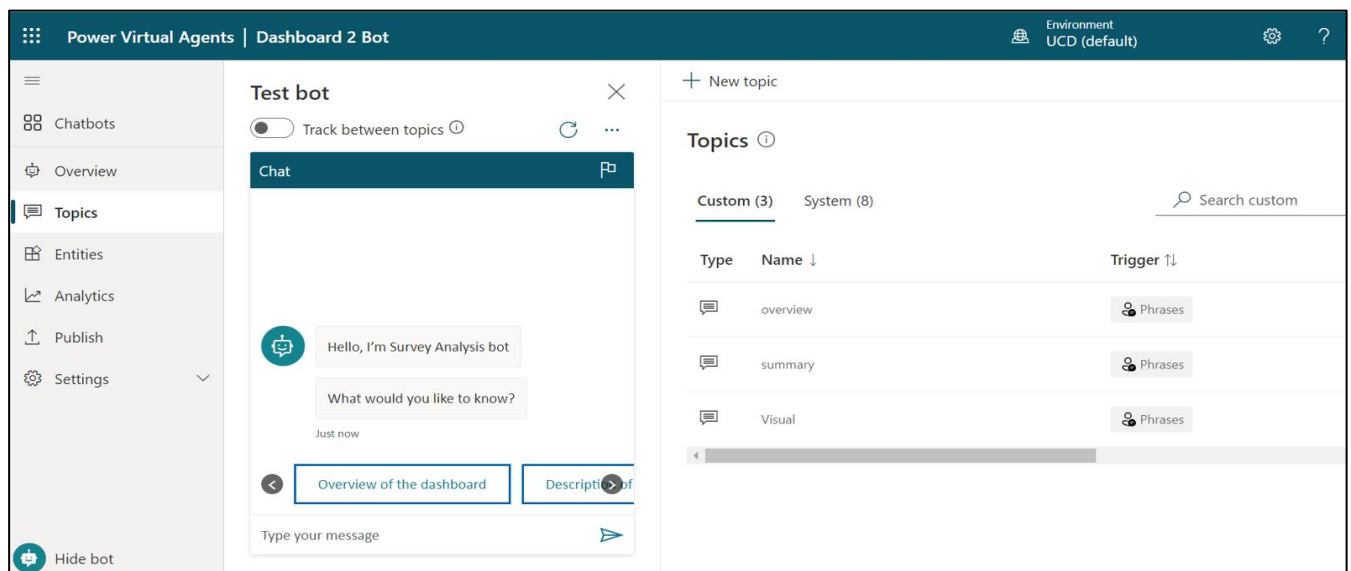 Power Virtual Agents | Dashboard 2 Bot
Environment
UCD (default)
?
Chatbots
Overview
Topics
Entities
Analytics
Publish
Settings
Hide bot
Test bot
Track between topics
Chat
Hello, I'm Survey Analysis bot
What would you like to know?
Just now
Overview of the dashboard
Description of
Type your message
New topic
Topics
Custom (3) System (8)
Search custom
Type Name ↓ Trigger ↑↓
overview Phrases
summary Phrases
Visual Phrases